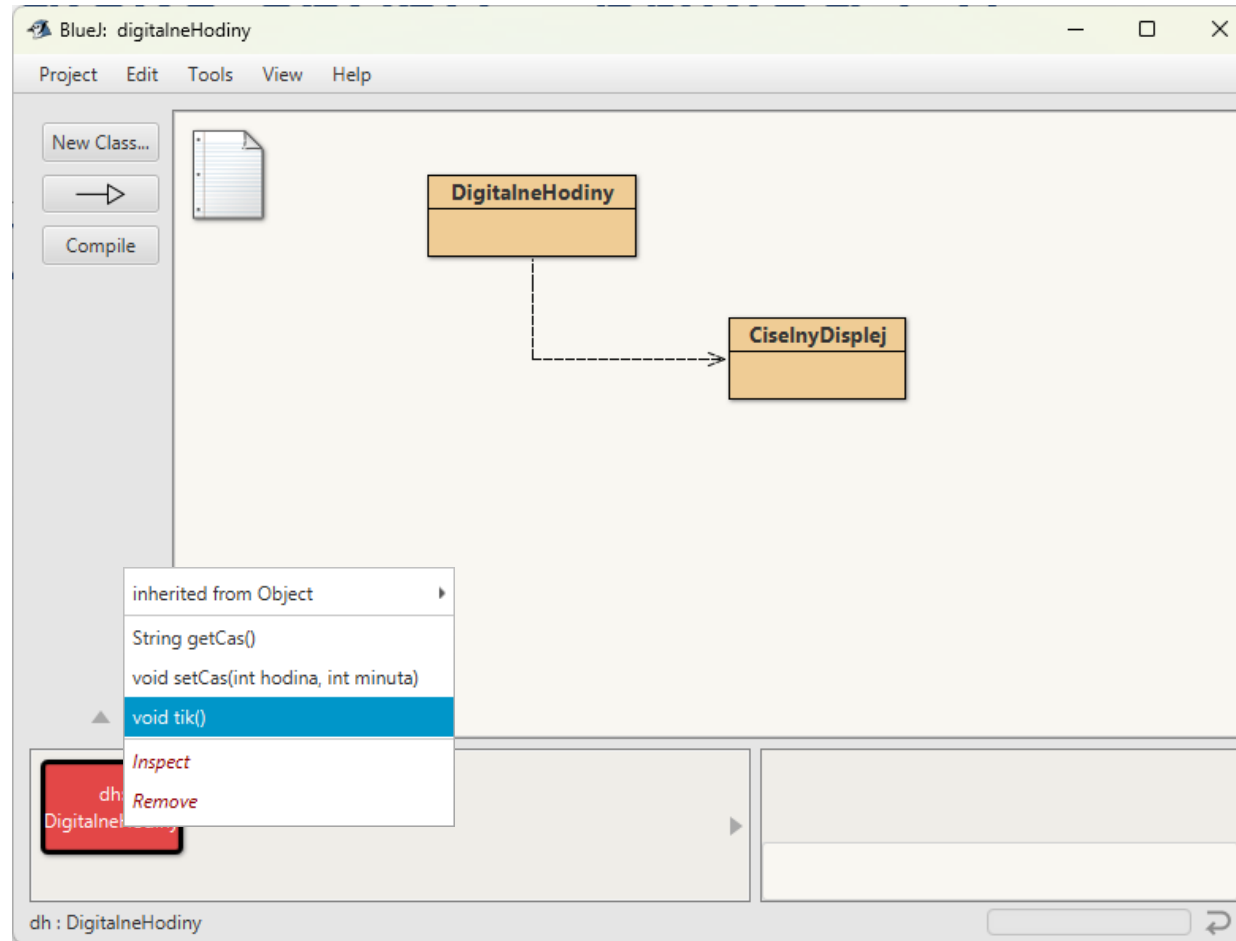 BlueJ: digitalneHodiny
Project Edit Tools View Help
New Class...
Compile
DigitalneHodiny
CiselnyDisplej
inherited from Object
String getCas()
void setCas(int hodina, int minuta)
void tik()
Inspect
Remove
dh:
dh : DigitalneHodiny